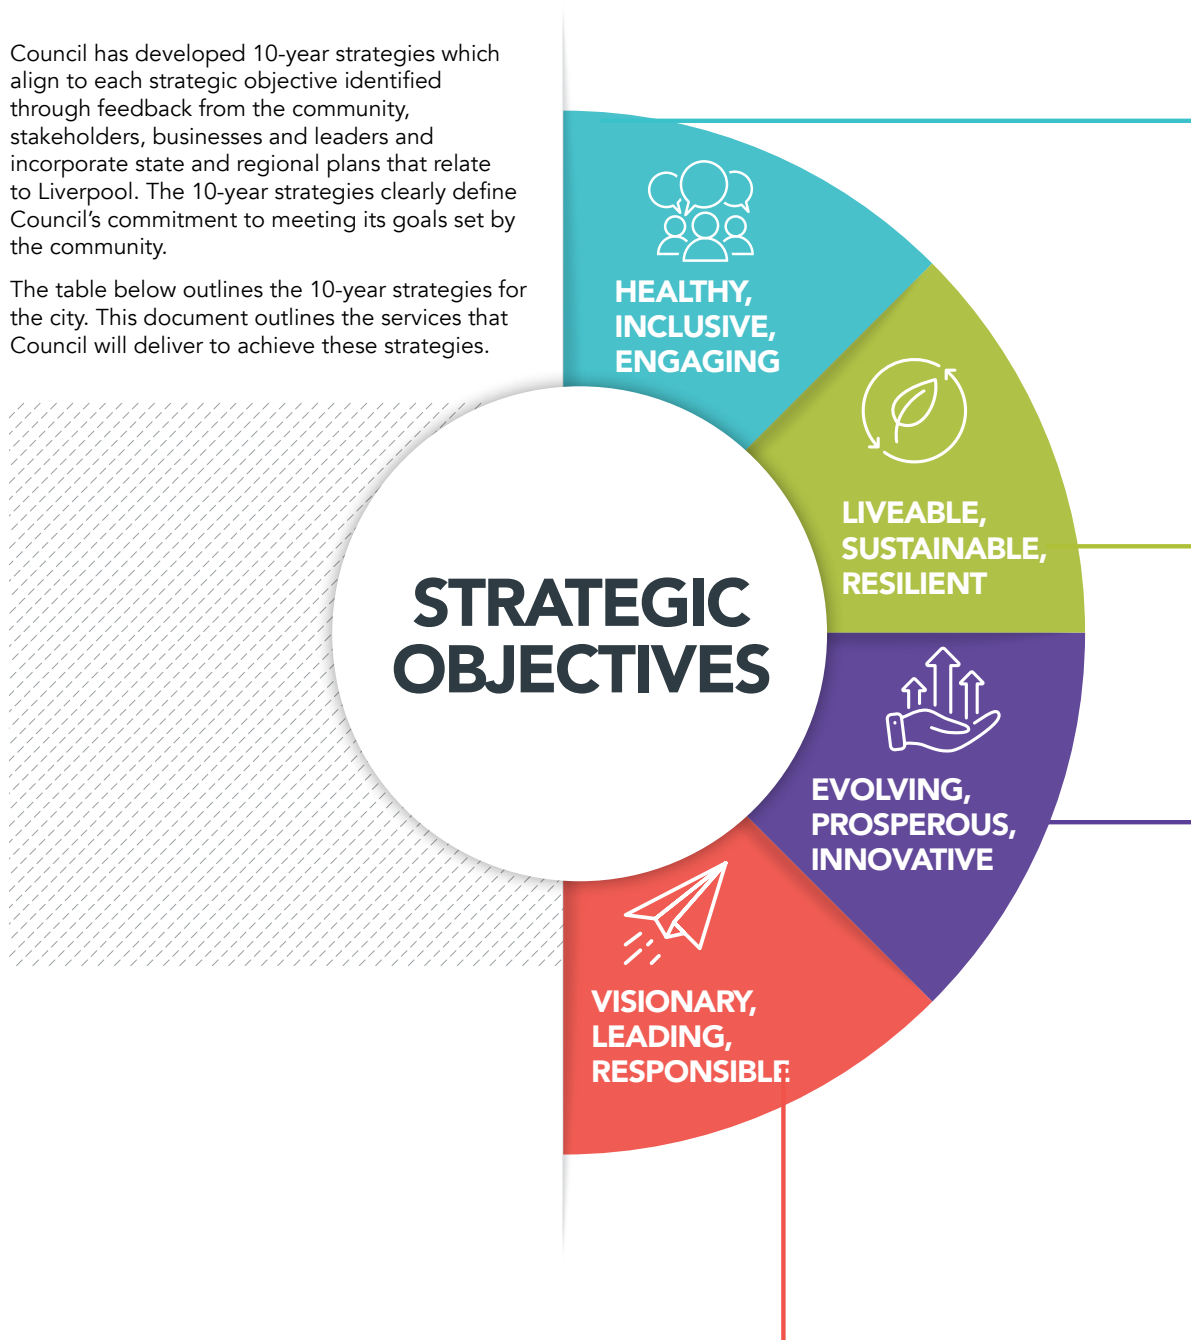 Council has developed 10-year strategies which
align to each strategic objective identified
through feedback from the community,
stakeholders, businesses and leaders and
incorporate state and regional plans that relate
to Liverpool. The 10-year strategies clearly define
Council’s commitment to meeting its goals set by
the community.
The table below outlines the 10-year strategies for
the city. This document outlines the services that
Council will deliver to achieve these strategies.
HEALTHY,
INCLUSIVE,
ENGAGING
LIVEABLE,
SUSTAINABLE,
RESILIENT
STRATEGIC
OBJECTIVES
EVOLVING,
PROSPEROUS,
INNOVATIVE
VISIONARY,
LEADING,
RESPONSIBLE